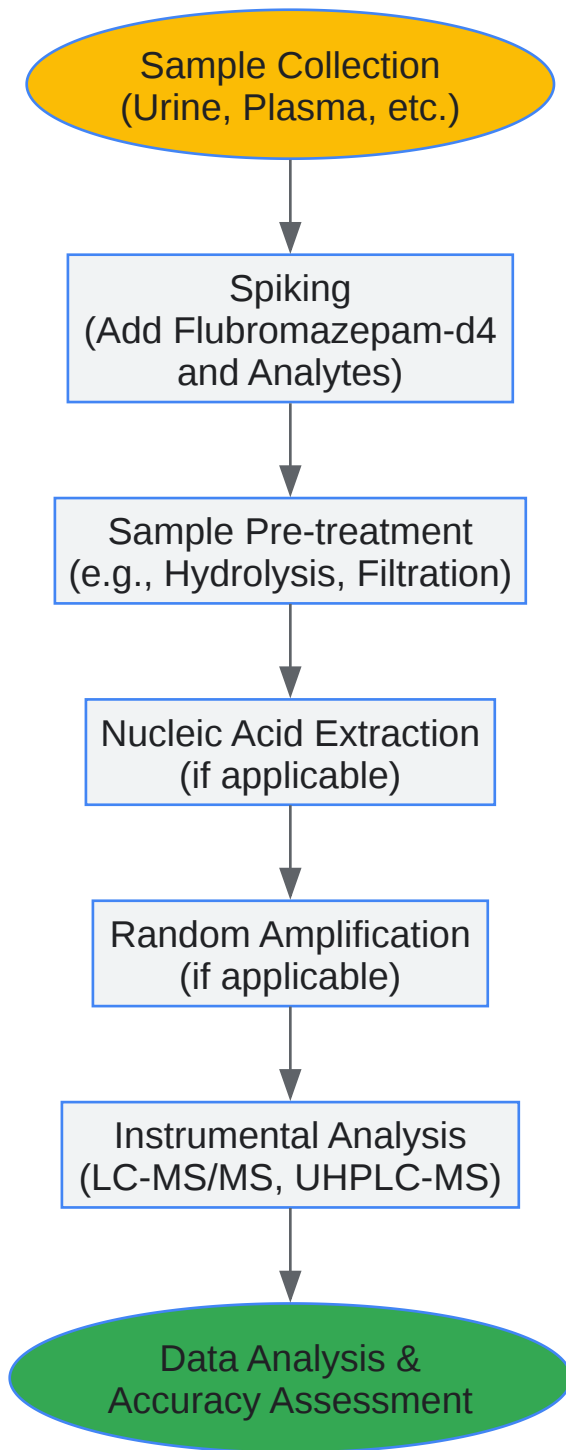 Sample Collection
(Urine, Plasma, etc.)
Spiking
(Add Flubromazepam-d4
and Analytes)
Sample Pre-treatment
(e.g., Hydrolysis, Filtration)
Nucleic Acid Extraction
(if applicable)
Random Amplification
(if applicable)
Instrumental Analysis
(LC-MS/MS, UHPLC-MS)
Data Analysis &
Accuracy Assessment